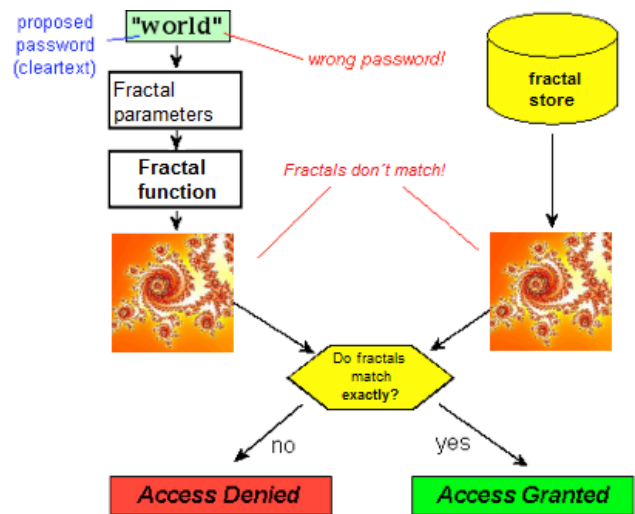 proposed
password
(cleartext)
"world"
wrong password!
Fractal
parameters
fractal
store
Fractal
function
Fractals don´t match!
Do fractals
match
exactly?
no
yes
Access Denied
Access Granted